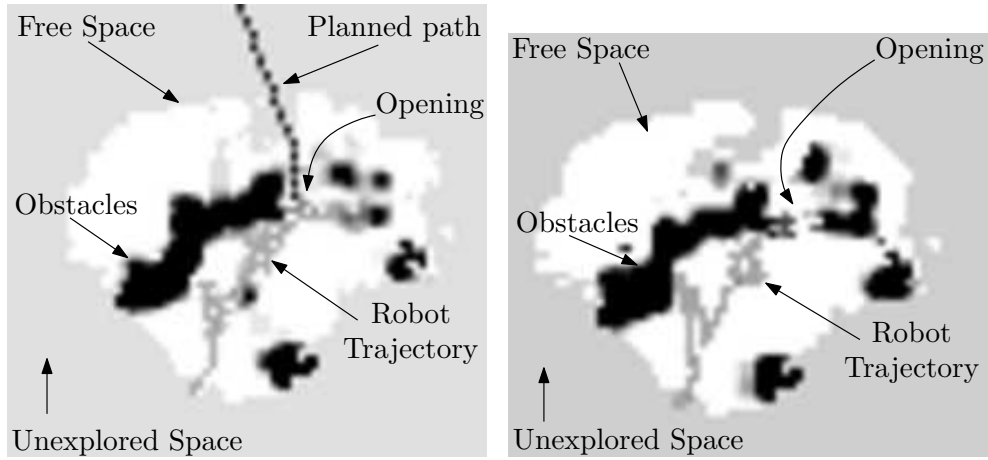 Free Space
Planned path
Opening
Obstacles
Robot
Trajectory
Unexplored Space
Free Space
Opening
Obstacles
Robot
Trajectory
Unexplored Space